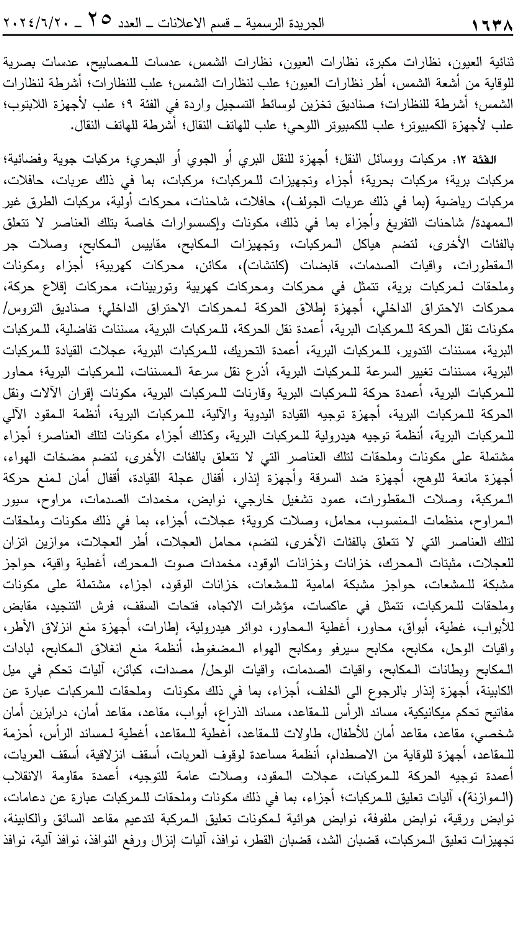 ١٦٣٨ الجريدة الرسمية ــ قسم الاعلانات ــ العدد ٢٥ ــ ٢٠٢٤/٦/٢٠
ثنائية العيون، نظارات مكبرة، نظارات العيون، نظارات الشمس، عدسات للمصابيح، عدسات بصرية
للوقاية من أشعة الشمس، أطر نظارات العيون؛ علب لنظارات الشمس؛ علب للنظارات؛ أشرطة لنظارات
الشمس؛ أشرطة للنظارات؛ صناديق تخزين لوسائط التسجيل واردة في الفئة ٩؛ علب لأجهزة اللابتوب؛
علب لأجهزة الكمبيوتر؛ علب للكمبيوتر اللوحي؛ علب للهاتف النقال؛ أشرطة للهاتف النقال.
الفئة ١٢: مركبات ووسائل النقل؛ أجهزة للنقل البري أو الجوي أو البحري؛ مركبات جوية وفضائية؛
مركبات برية؛ مركبات بحرية؛ أجزاء وتجهيزات للمركبات؛ مركبات، بما في ذلك عربات، حافلات،
مركبات رياضية (بما في ذلك عربات الجولف)، حافلات، شاحنات، محركات أولية، مركبات الطرق غير
الممهدة/ شاحنات التفريغ وأجزاء بما في ذلك، مكونات وإكسسوارات خاصة بتلك العناصر لا تتعلق
بالفئات الأخرى، لتضم هياكل المركبات، وتجهيزات المكابح، مقاييس المكابح، وصلات جر
المقطورات، واقيات الصدمات، قابضات (كلتشات)، مكائن، محركات كهربية؛ أجزاء ومكونات
وملحقات لمركبات برية، تتمثل في محركات ومحركات كهربية وتوربينات، محركات إقلاع حركة،
محركات الاحتراق الداخلي، أجهزة إطلاق الحركة لمحركات الاحتراق الداخلي؛ صناديق التروس/
مكونات نقل الحركة للمركبات البرية، أعمدة نقل الحركة، للمركبات البرية، مسننات تفاضلية، للمركبات
البرية، مسننات التدوير، للمركبات البرية، أعمدة التحريك، للمركبات البرية، عجلات القيادة للمركبات
البرية، مسننات تغيير السرعة للمركبات البرية، أذرع نقل سرعة المسننات، للمركبات البرية؛ محاور
للمركبات البرية، أعمدة حركة للمركبات البرية وقارنات للمركبات البرية، مكونات إقران الآلات ونقل
الحركة للمركبات البرية، أجهزة توجيه القيادة اليدوية والآلية، للمركبات البرية، أنظمة المقود الآلي
للمركبات البرية، أنظمة توجيه هيدرولية للمركبات البرية، وكذلك أجزاء مكونات لتلك العناصر؛ أجزاء
مشتملة على مكونات وملحقات لتلك العناصر التي لا تتعلق بالفئات الأخرى، لتضم مضخات الهواء،
أجهزة مانعة للوهج، أجهزة ضد السرقة وأجهزة إنذار، أقفال عجلة القيادة، أقفال أمان لمنع حركة
المركبة، وصلات المقطورات، عمود تشغيل خارجي، نوابض، مخمدات الصدمات، مراوح، سيور
المراوح، منظمات المنسوب، محامل، وصلات كروية؛ عجلات، أجزاء، بما في ذلك مكونات وملحقات
لتلك العناصر التي لا تتعلق بالفئات الأخرى، لتضم، محامل العجلات، أطر العجلات، موازين اتزان
للعجلات، مثبتات المحرك، خزانات وخزانات الوقود، مخمدات صوت المحرك، أغطية واقية، حواجز
مشبكة للمشعات، حواجز مشبكة امامية للمشعات، خزانات الوقود، اجزاء، مشتملة على مكونات
وملحقات للمركبات، تتمثل في عاكسات، مؤشرات الاتجاه، فتحات السقف، فرش التنجيد، مقابض
للأبواب، غطية، أبواق، محاور، أغطية المحاور، دوائر هيدرولية، إطارات، أجهزة منع انزلاق الأطر،
واقيات الوحل، مكابح، مكابح سيرفو ومكابح الهواء المضغوط، أنظمة منع انغلاق المكابح، لبادات
المكابح وبطانات المكابح، واقيات الصدمات، واقيات الوحل/ مصدات، كبائن، آليات تحكم في ميل
الكابينة، أجهزة إنذار بالرجوع الى الخلف، أجزاء، بما في ذلك مكونات وملحقات للمركبات عبارة عن
مفاتيح تحكم ميكانيكية، مساند الرأس للمقاعد، مساند الذراع، أبواب، مقاعد، مقاعد أمان، درابزين أمان
شخصي، مقاعد، مقاعد أمان للأطفال، طاولات للمقاعد، أغطية للمقاعد، أغطية لمساند الرأس، أحزمة
للمقاعد، أجهزة للوقاية من الاصطدام، أنظمة مساعدة لوقوف العربات، أسقف انزلاقية، أسقف العربات،
أعمدة توجيه الحركة للمركبات، عجلات المقود، وصلات عامة للتوجيه، أعمدة مقاومة الانقلاب
(الموازنة)، آليات تعليق للمركبات؛ أجزاء، بما في ذلك مكونات وملحقات للمركبات عبارة عن دعامات،
نوابض ورقية، نوابض ملفوفة، نوابض هوائية لمكونات تعليق المركبة لتدعيم مقاعد السائق والكابينة،
تجهيزات تعليق المركبات، قضبان الشد، قضبان القطر، نوافذ، آليات إنزال ورفع النوافذ، نوافذ آلية، نوافذ